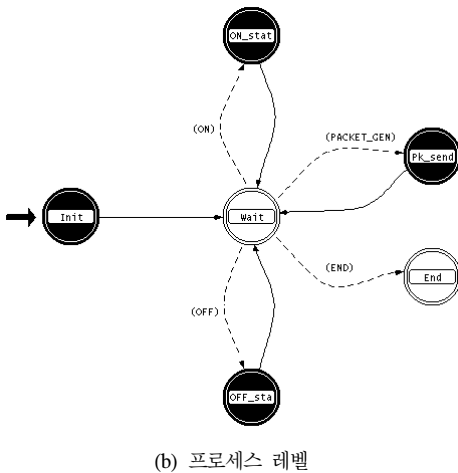 ON_stat
(ON)
(PACKET_GEN)
Pk_send
Init
Wait
(END)
End
(OFF)
OFF_sta
(b) 프로세스 레벨